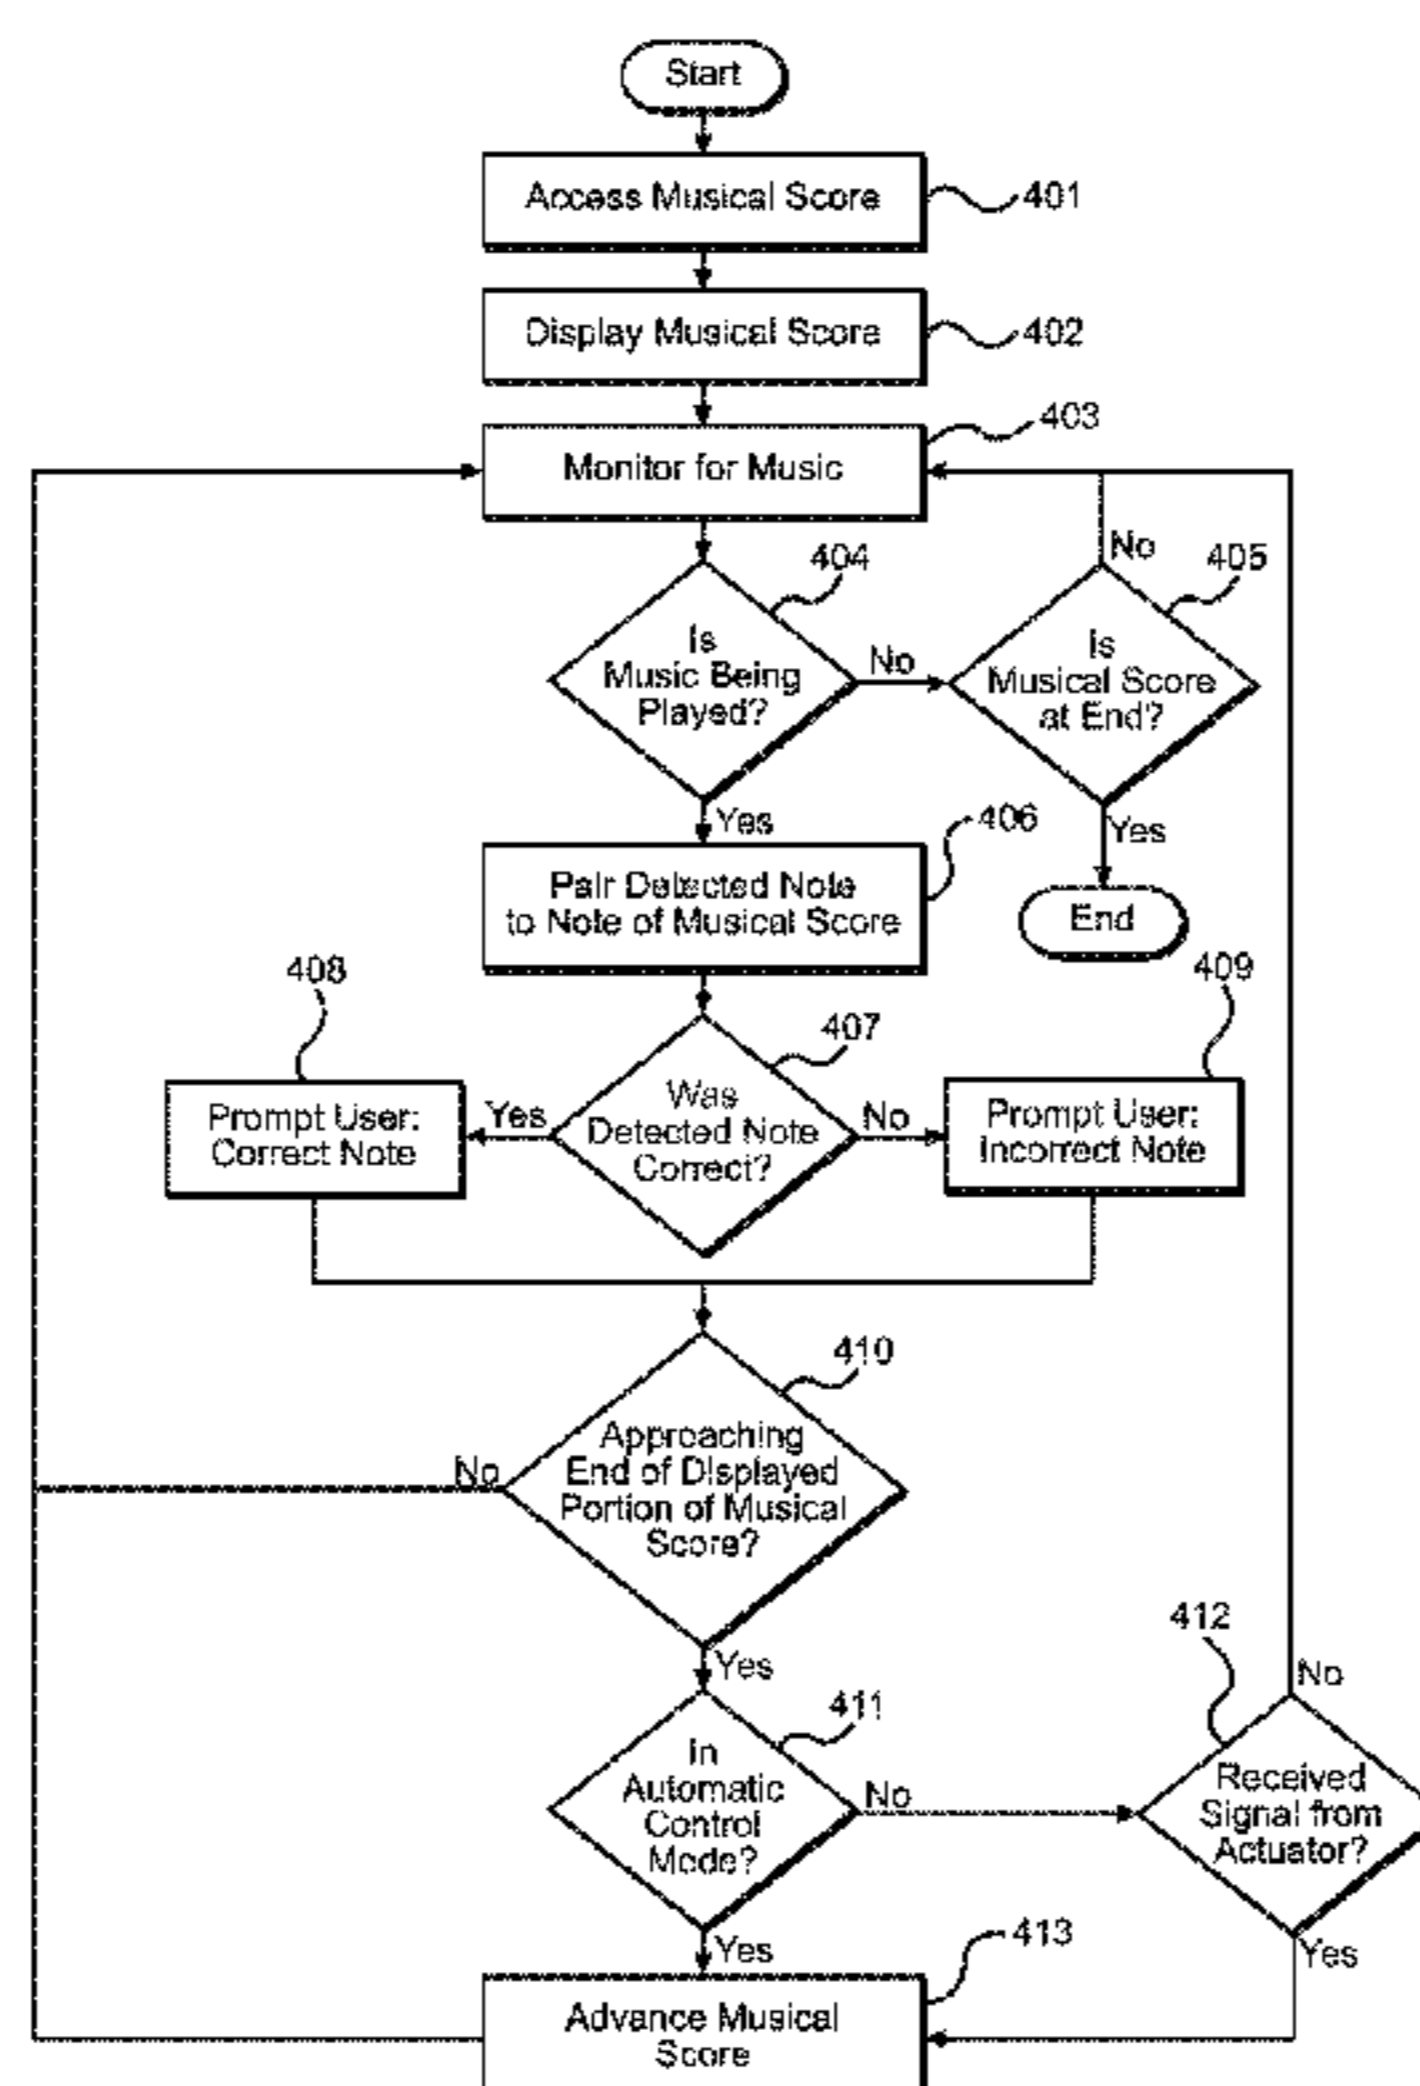 Start
Access Musical Score
401
Display Musical Score
402
403
Monitor for Music
404
No
405
Is
Music Being
Played?
No
Is
Musical Score
at End?
Yes
406
Yes
Pair Detected Note
to Note of Musical Score
End
408
409
407
Prompt User:
Correct Note
Yes
Was
Detected Note
Correct?
No
Prompt User:
Incorrect Note
410
No
Approaching
End of Displayed
Portion of Musical
Score?
412
Yes
No
411
In
Automatic
Control
Mode?
No
Received
Signal from
Actuator?
Yes
413
Yes
Advance Musical
Score